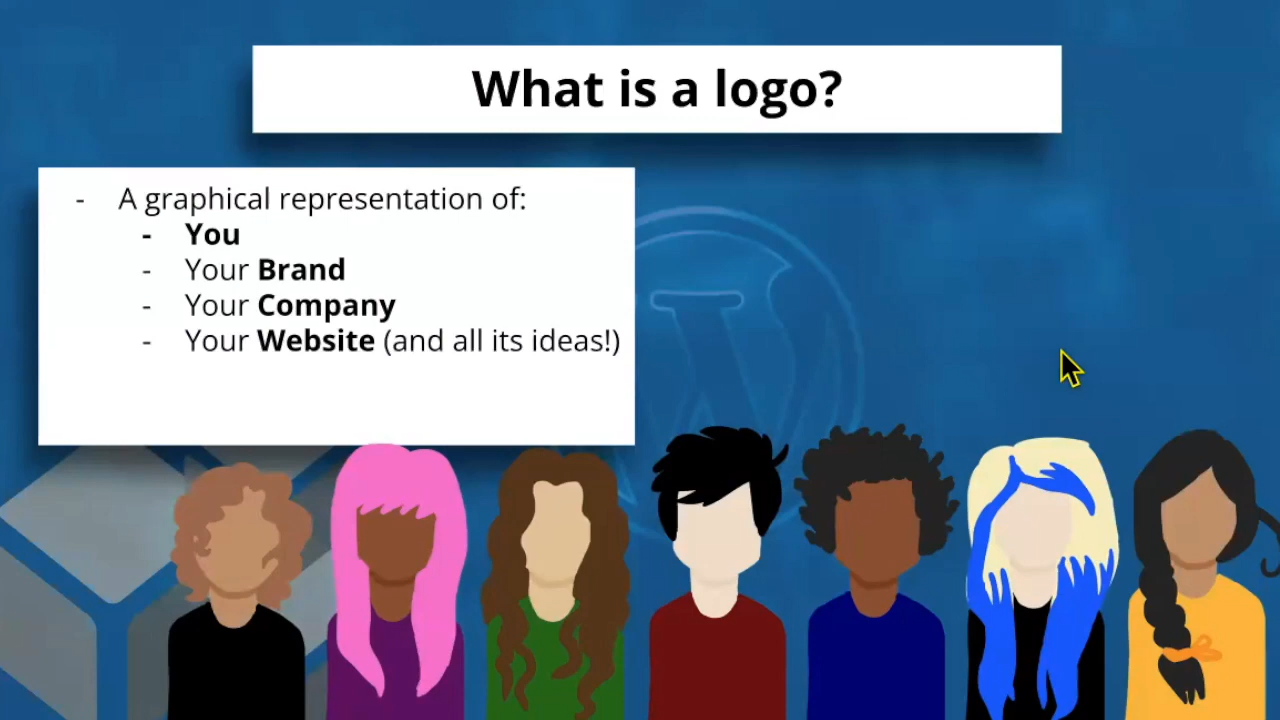 What is a logo?
- A graphical representation of:
- You
- Your Brand
- Your Company
- Your Website (and all its ideas!)